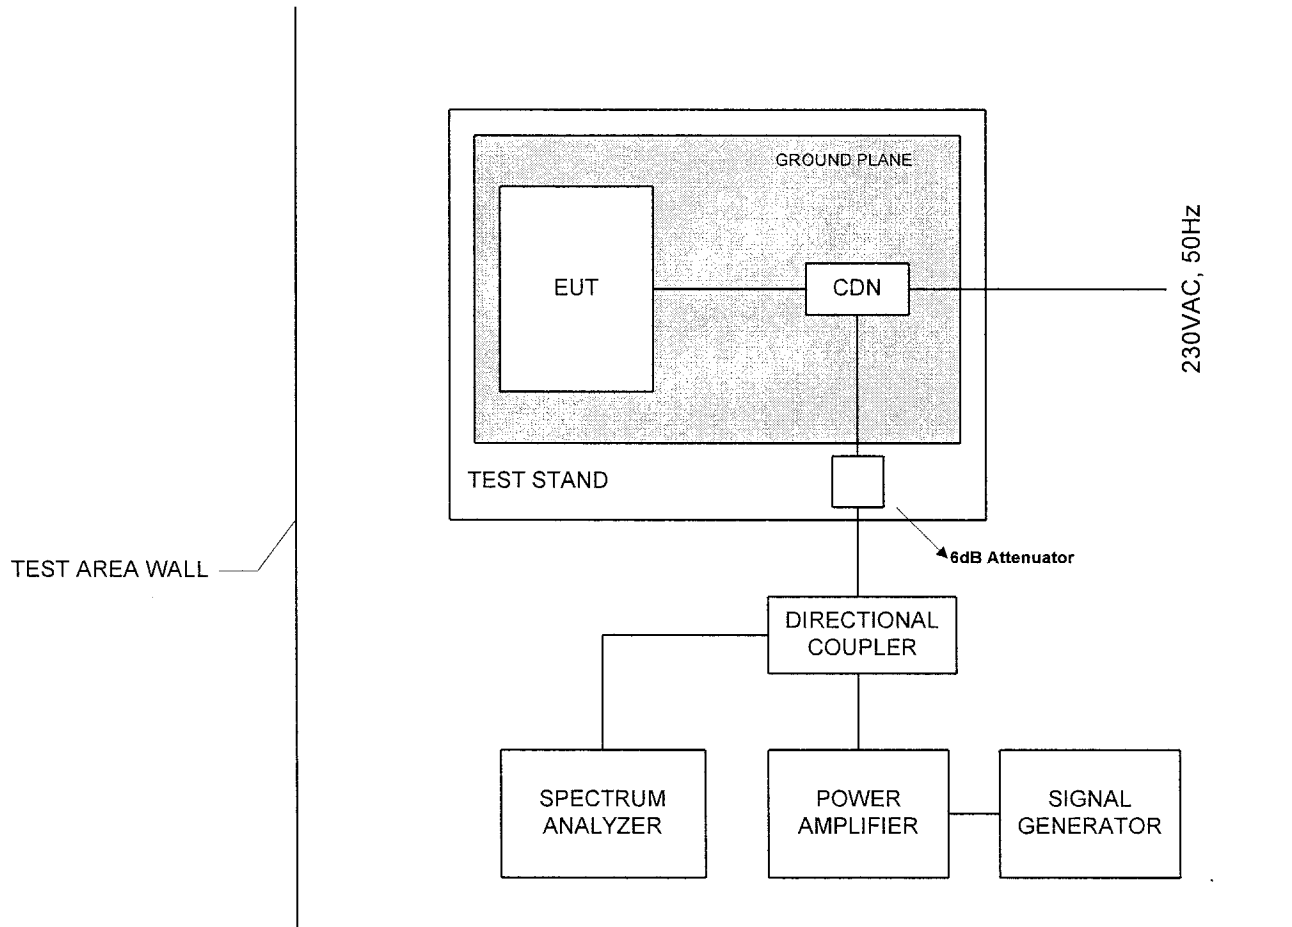 GROUND PLANE
230VAC, 50Hz
EUT
CDN
TEST STAND
6dB Attenuator
TEST AREA WALL
DIRECTIONAL
COUPLER
SPECTRUM
ANALYZER
POWER
AMPLIFIER
SIGNAL
GENERATOR